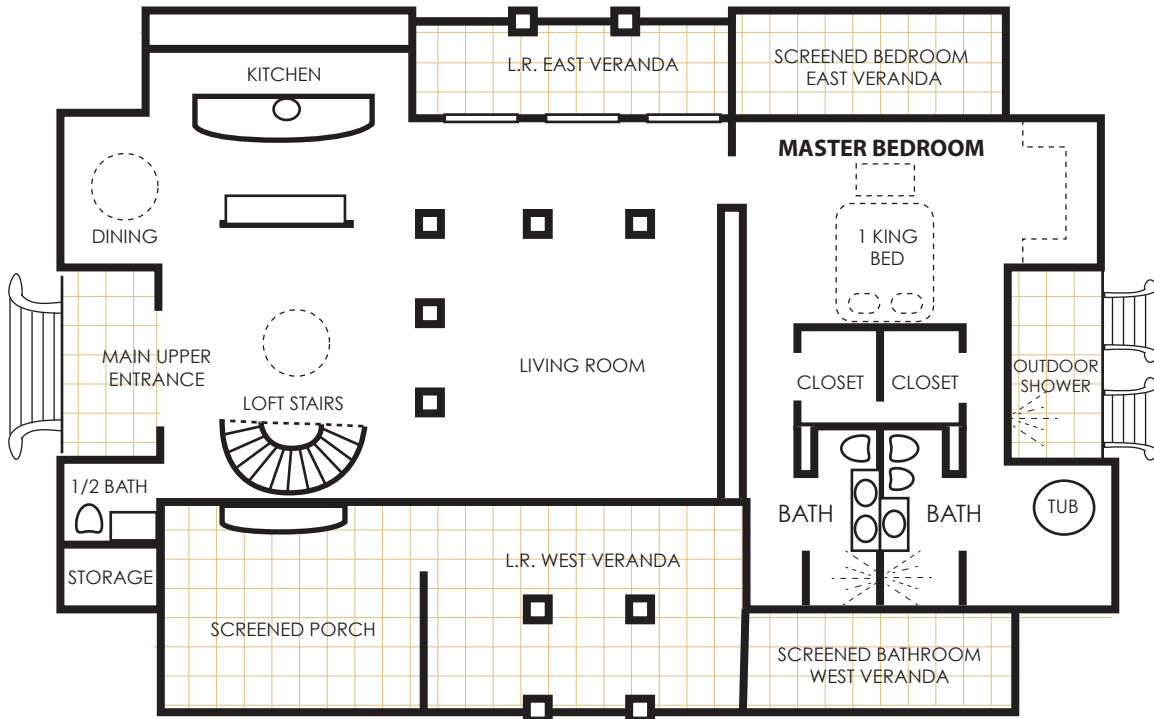 KITCHEN
L.R. EAST VERANDA
SCREENED BEDROOM
EAST VERANDA
MASTER BEDROOM
DINING
1 KING
BED
MAIN UPPER
ENTRANCE
LIVING ROOM
CLOSET
CLOSET
OUTDOOR
SHOWER
LOFT STAIRS
1/2 BATH
BATH
BATH
TUB
STORAGE
L.R. WEST VERANDA
SCREENED PORCH
SCREENED BATHROOM
WEST VERANDA